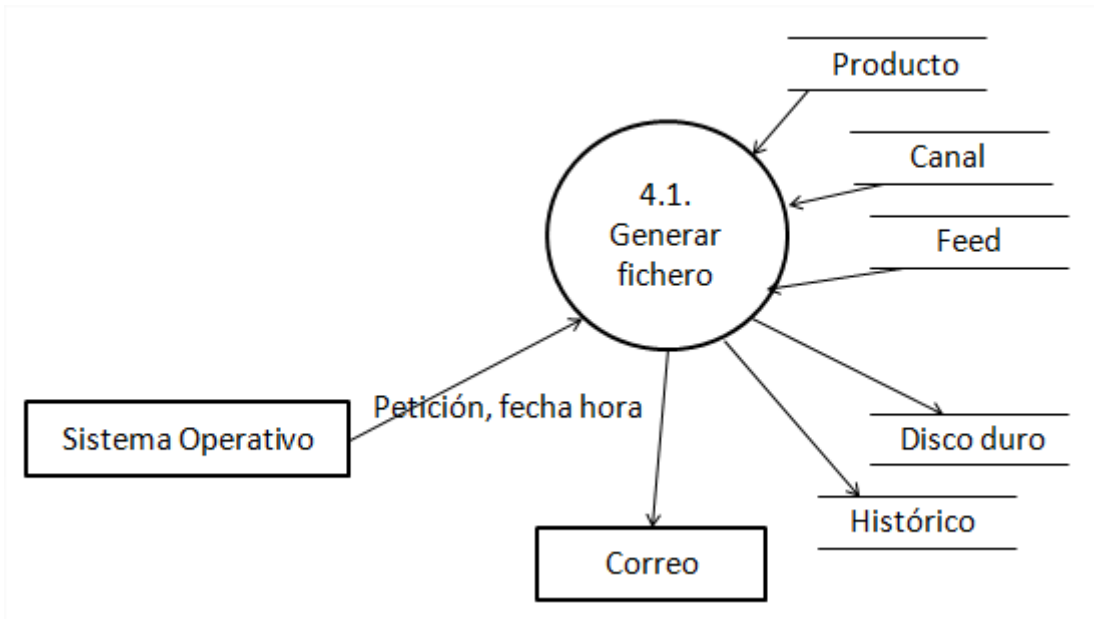 Producto
Canal
4.1.
Generar
fichero
Feed
Petición, fecha hora
Sistema Operativo
Disco duro
Histórico
Correo